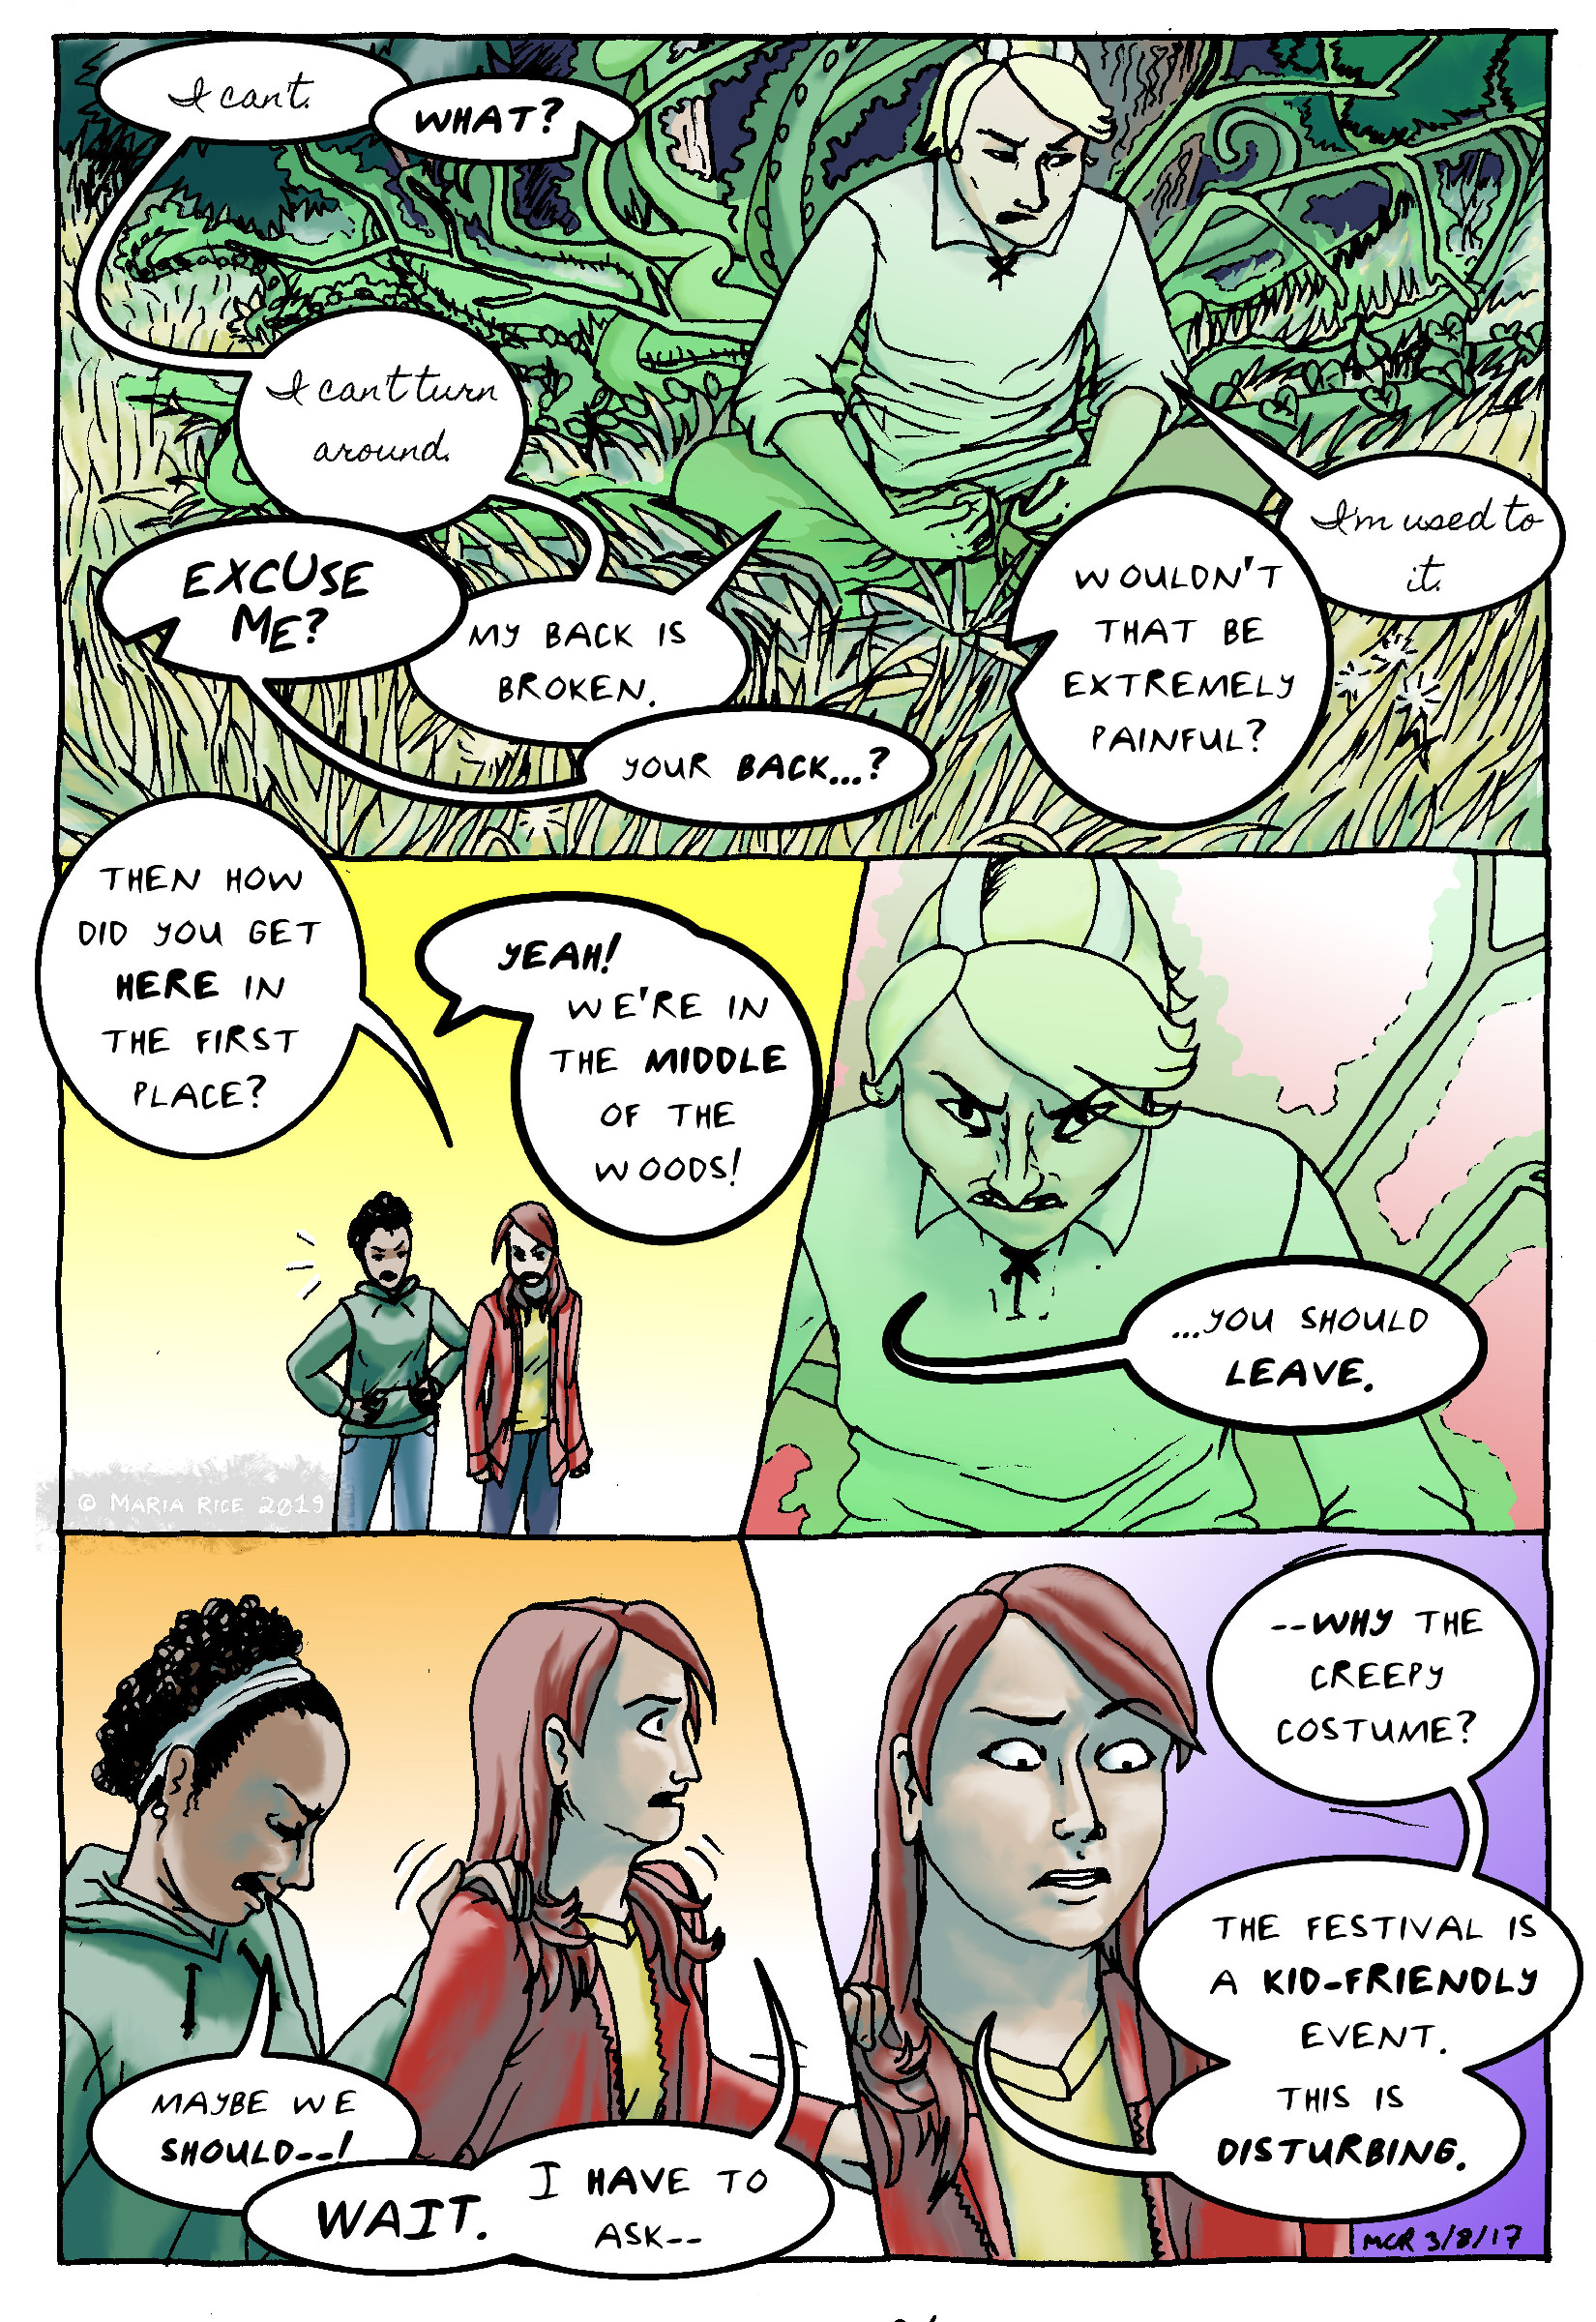 I can't.
WHAT?
I can't turn
around.
EXCUSE
ME?
MY BACK IS
BROKEN.
YOUR BACK...?
WOULDN'T
THAT BE
EXTREMELY
PAINFUL?
I'm used to
it.
THEN HOW
DID YOU GET
HERE IN
THE FIRST
PLACE?
YEAH!
WE'RE IN
THE MIDDLE
OF THE
WOODS!
...YOU SHOULD
LEAVE.
© MARIA RICE 2019
MAYBE WE
SHOULD--!
WAIT.
I HAVE TO
ASK--
--WHY THE
CREEPY
COSTUME?
THE FESTIVAL IS
A KID-FRIENDLY
EVENT.
THIS IS
DISTURBING.
MCR 3/8/17